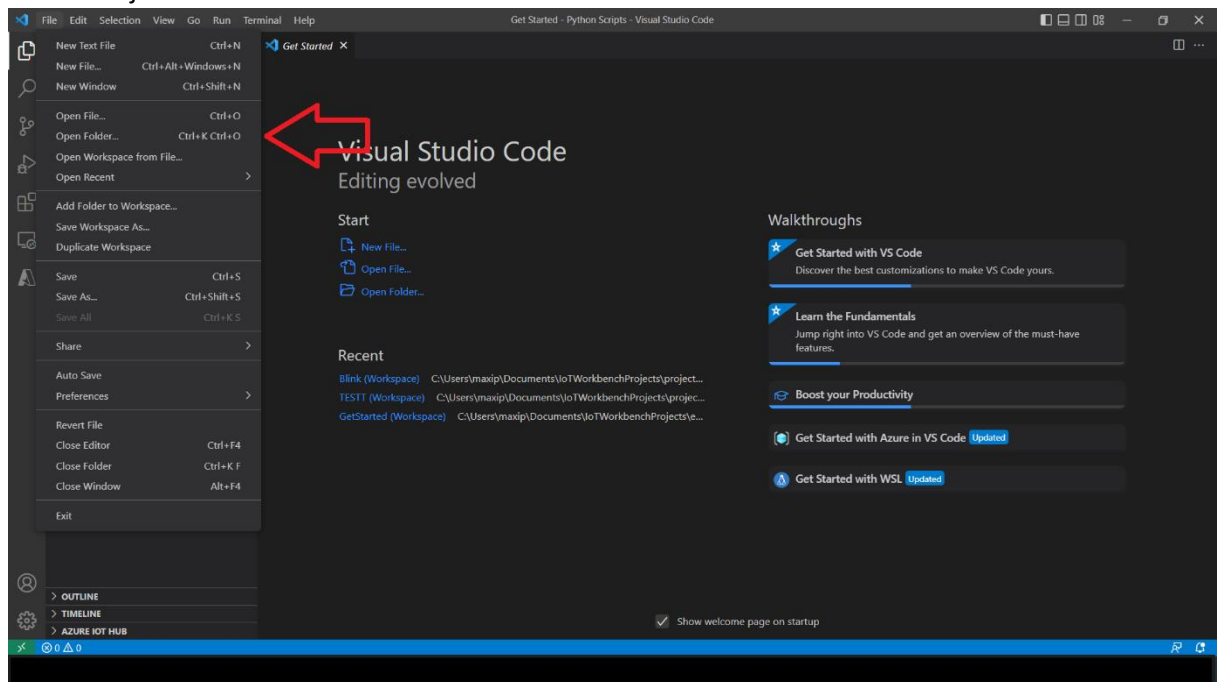 File Edit Selection View Go Run Terminal Help
Get Started - Python Scripts - Visual Studio Code
New Text File Ctrl+N
New File... Ctrl+Alt+Windows+N
New Window Ctrl+Shift+N
Open File... Ctrl+O
Open Folder... Ctrl+K Ctrl+O
Open Workspace from File...
Open Recent
Add Folder to Workspace...
Save Workspace As...
Duplicate Workspace
Save Ctrl+S
Save As... Ctrl+Shift+S
Save All Ctrl+K S
Share
Auto Save
Preferences
Revert File
Close Editor Ctrl+F4
Close Folder Ctrl+K F
Close Window Alt+F4
Exit
OUTLINE
TIMELINE
AZURE IOT HUB
Get Started
Visual Studio Code
Editing evolved
Start
New File...
Open File...
Open Folder...
Recent
Blink (Workspace) C:\Users\maxip\Documents\IoTWorkbenchProjects\project...
TESTT (Workspace) C:\Users\maxip\Documents\IoTWorkbenchProjects\projec...
GetStarted (Workspace) C:\Users\maxip\Documents\IoTWorkbenchProjects\e...
Walkthroughs
Get Started with VS Code
Discover the best customizations to make VS Code yours.
Learn the Fundamentals
Jump right into VS Code and get an overview of the must-have
features.
Boost your Productivity
Get Started with Azure in VS Code Updated
Get Started with WSL Updated
Show welcome page on startup
0 0